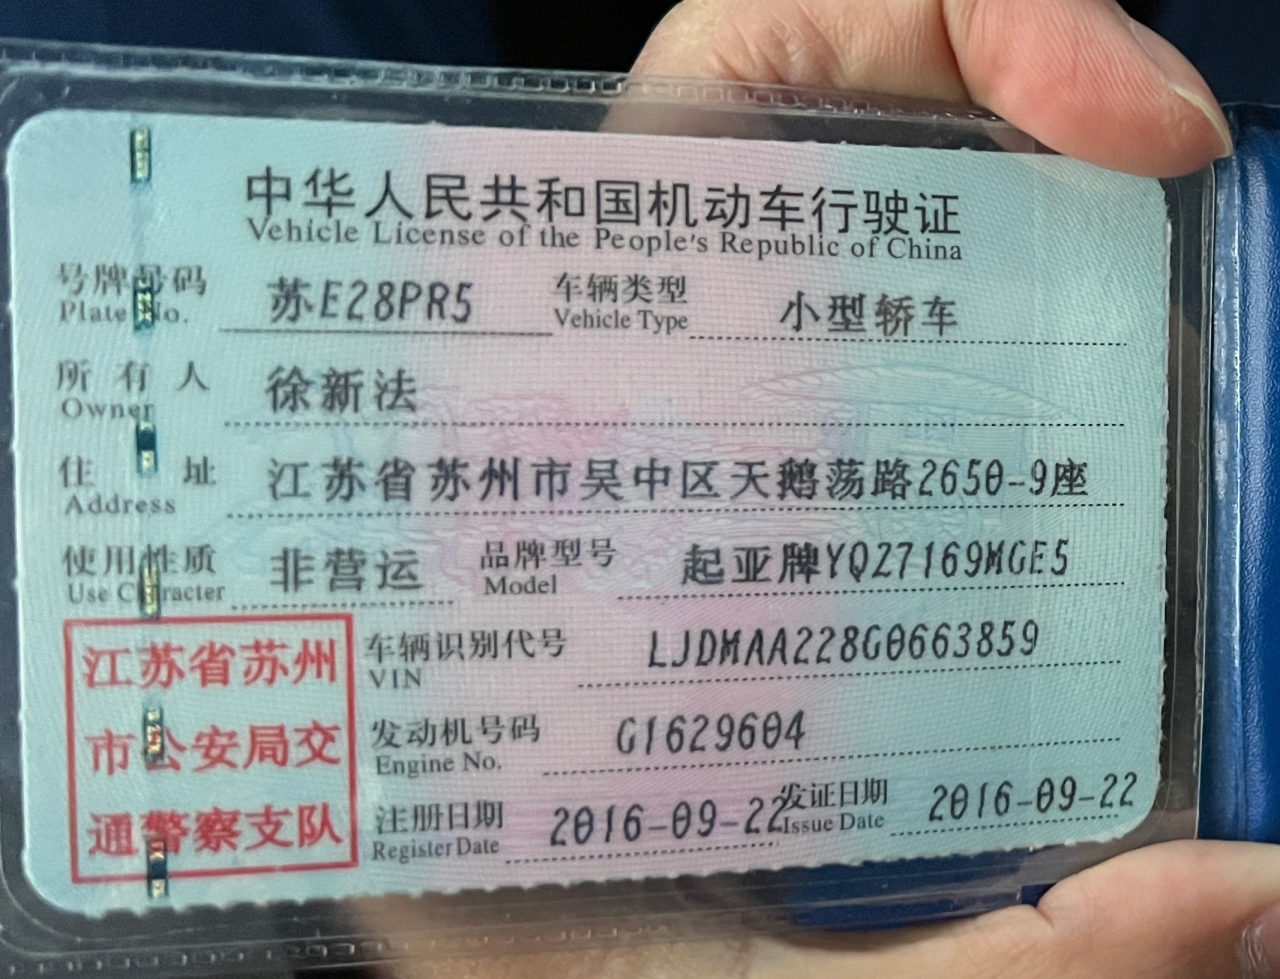 中华人民共和国机动车行驶证
Vehicle License of the People's Republic of China
号牌号码 苏E28PR5 车辆类型 小型轿车
Plate No. Vehicle Type
所有人 徐新法
Owner
住址 江苏省苏州市吴中区天鹅荡路2650-9座
Address
使用性质 非营运 品牌型号 起亚牌YQZ7169MGE5
Use Character Model
江苏省苏州
市公安局交
通警察支队
车辆识别代号 LJDMAA228G0663859
VIN
发动机号码 G1629604
Engine No.
注册日期 2016-09-22 发证日期 2016-09-22
Register Date Issue Date